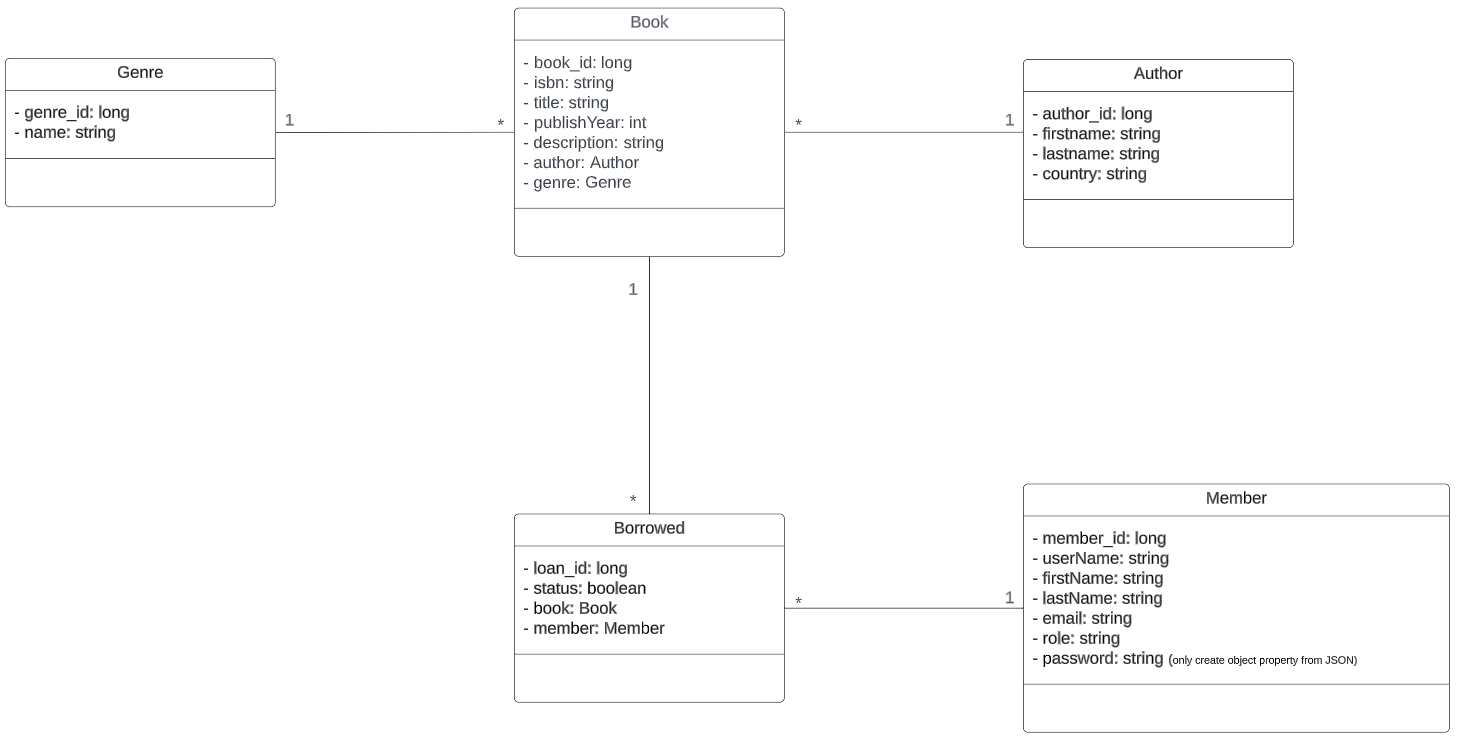 Genre
- genre_id: long
- name: string
1
*
Book
- book_id: long
- isbn: string
- title: string
- publishYear: int
- description: string
- author: Author
- genre: Genre
*
1
Author
- author_id: long
- firstname: string
- lastname: string
- country: string
1
*
Borrowed
- loan_id: long
- status: boolean
- book: Book
- member: Member
*
1
Member
- member_id: long
- userName: string
- firstName: string
- lastName: string
- email: string
- role: string
- password: string (only create object property from JSON)